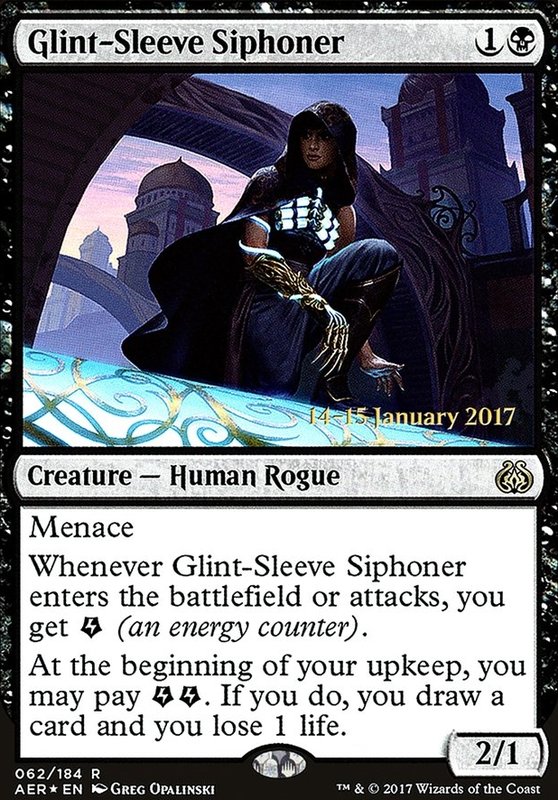 Glint-Sleeve Siphoner 1
14-15 January 2017
Creature — Human Rogue
Menace
Whenever Glint-Sleeve Siphoner
enters the battlefield or attacks, you
get (an energy counter).
At the beginning of your upkeep, you
may pay . If you do, you draw a
card and you lose 1 life.
2/1
062/184 R
AER★EN Greg Opalinski
™ & © 2017 Wizards of the Coast